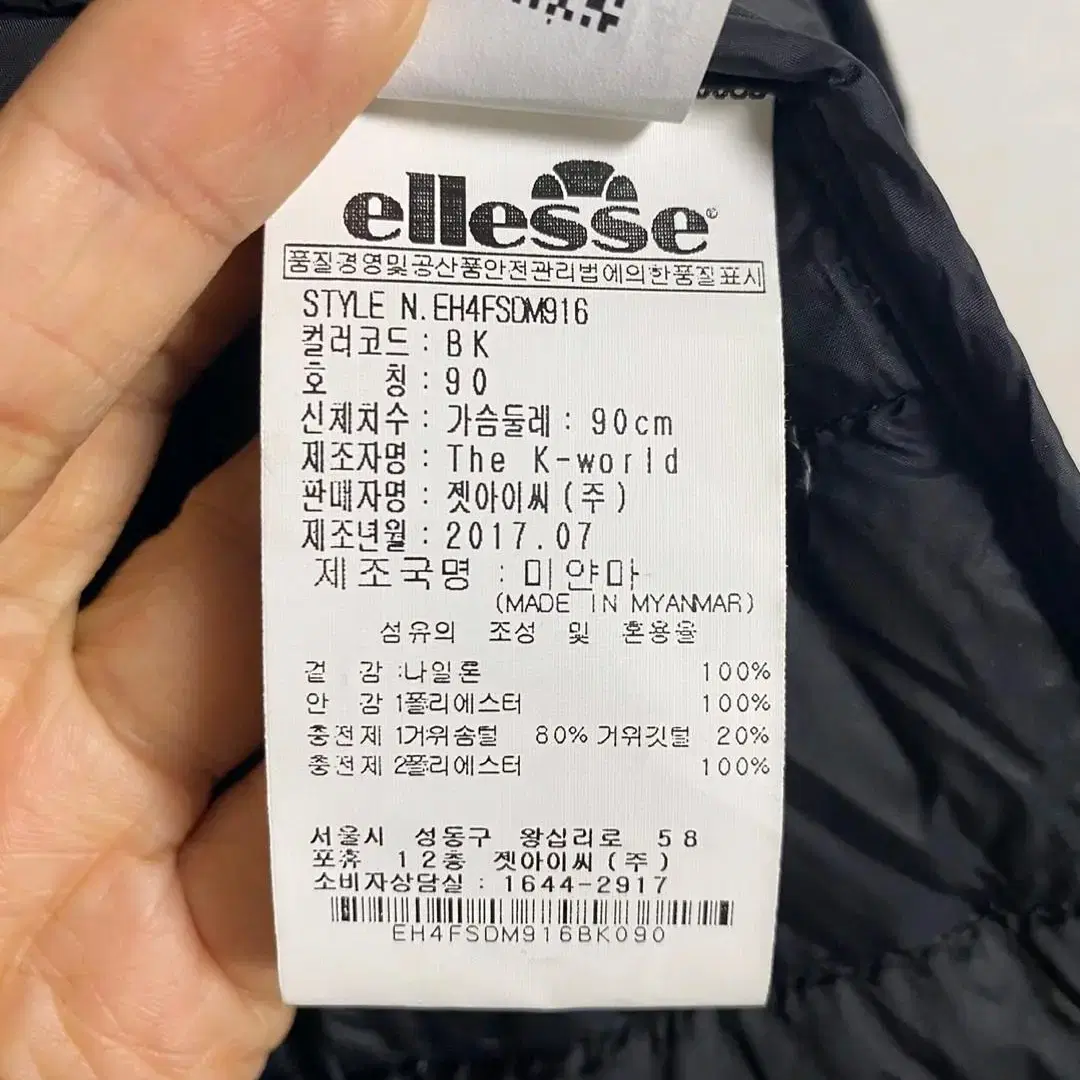 ellesse®
품질경영및공산품안전관리법에의한품질표시
STYLE N.EH4FSDM916
컬러코드 : BK
호 칭 : 90
신체치수 : 가슴둘레 : 90cm
제조자명 : The K-world
판매자명 : 젯아이씨(주)
제조년월 : 2017.07
제조국명 : 미얀마
(MADE IN MYANMAR)
섬유의 조성 및 혼용율
겉 감 :나일론 100%
안 감 1폴리에스터 100%
충전제 1거위솜털 80% 거위깃털 20%
충전제 2폴리에스터 100%
서울시 성동구 왕십리로 58
포휴 12층 젯아이씨(주)
소비자상담실 : 1644-2917
EH4FSDM916BK090